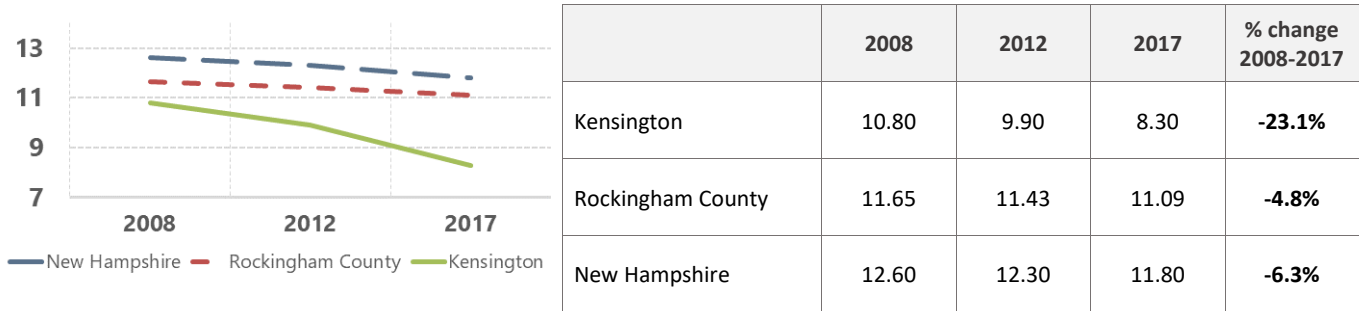 13
11
9
7
2008 2012 2017
New Hampshire Rockingham County Kensington
2008 2012 2017 % change
2008-2017
Kensington 10.80 9.90 8.30 -23.1%
Rockingham County 11.65 11.43 11.09 -4.8%
New Hampshire 12.60 12.30 11.80 -6.3%